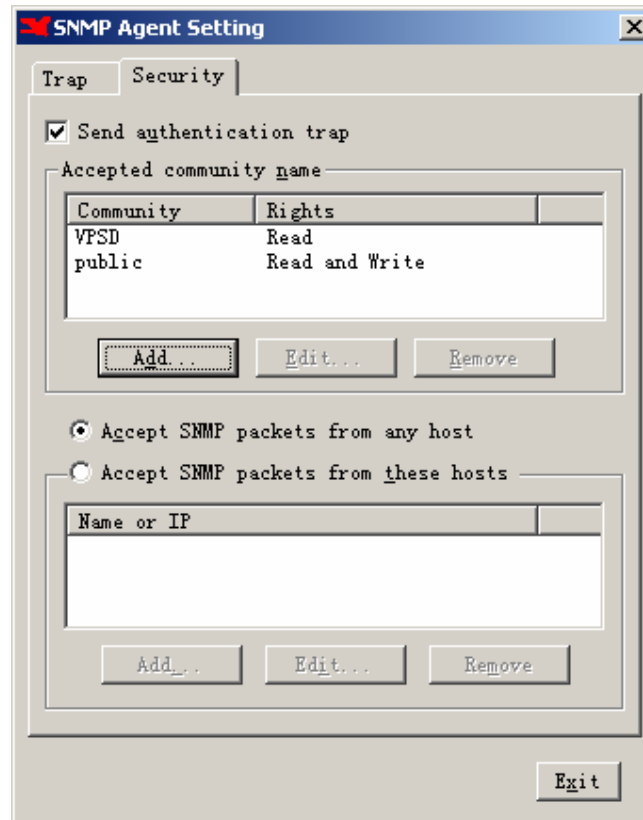 SNMP Agent Setting
Trap Security
Send authentication trap
Accepted community name
Community Rights
VPSD Read
public Read and Write
Add... Edit... Remove
Accept SNMP packets from any host
Accept SNMP packets from these hosts
Name or IP
Add... Edit... Remove
Exit